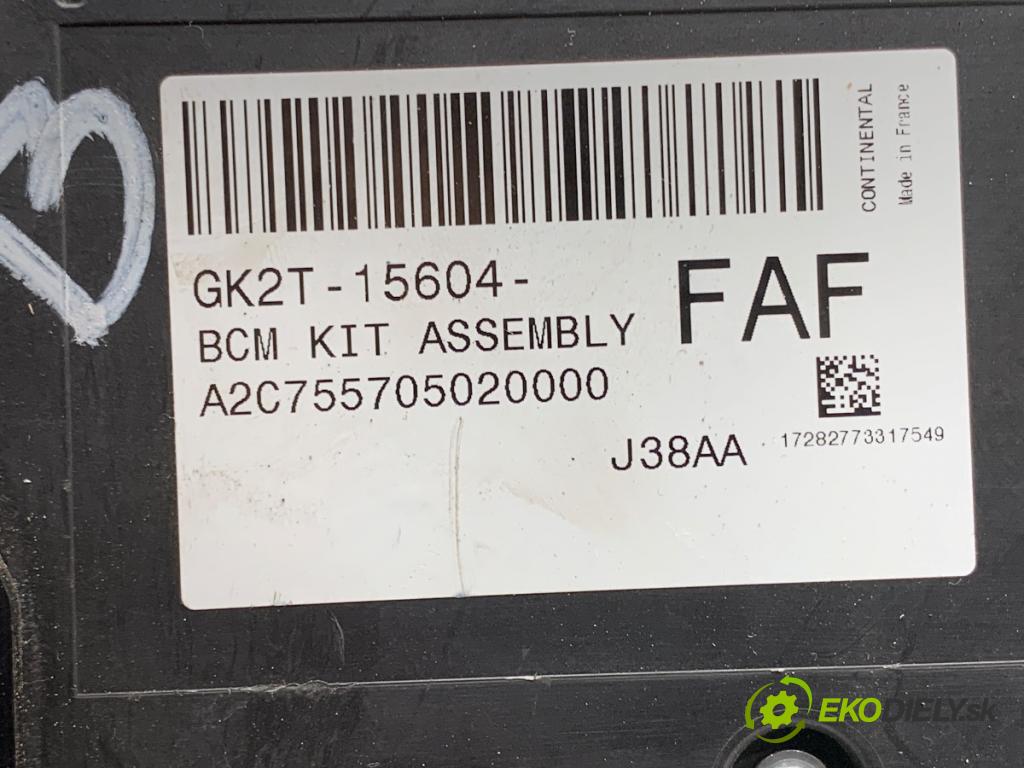 CONTINENTAL
Made in France
GK2T-15604-
FAF
BCM KIT ASSEMBLY
A2C755705020000
J38AA
17282773317549
EKODIELY.sk